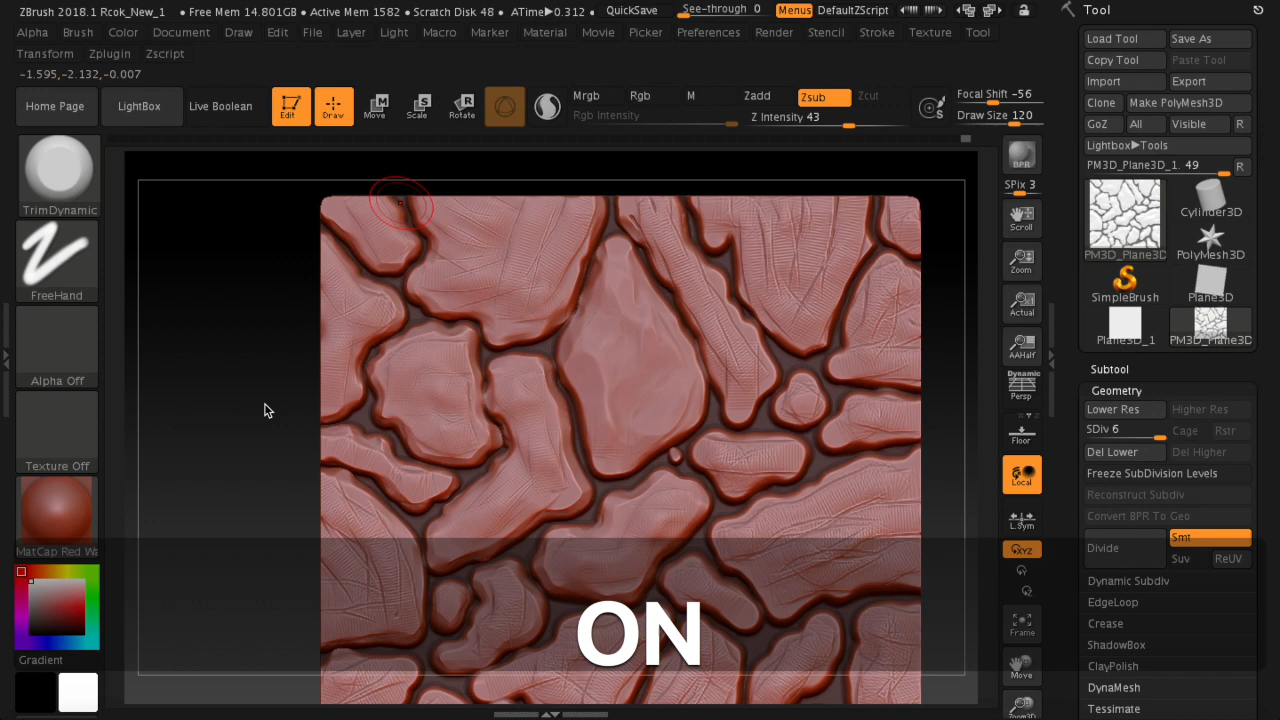 ZBrush 2018.1 Rcok_New_1 • Free Mem 14.801GB • Active Mem 1582 • Scratch Disk 48 • ATime▶0.312 •
QuickSave
See-through 0
Menus
DefaultZScript
Alpha Brush Color Document Draw Edit File Layer Light Macro Marker Material Movie Picker Preferences Render Stencil Stroke Texture Tool
Transform Zplugin Zscript
-1.595,-2.132,-0.007
Home Page
LightBox
Live Boolean
Edit
Draw
M
Move
S
Scale
R
Rotate
Mrgb Rgb M
Rgb Intensity
Zadd Zsub Zcut
Z Intensity 43
S
Focal Shift -56
Draw Size 120
TrimDynamic
FreeHand
Alpha Off
Texture Off
MatCap Red Wa
Gradient
ON
BPR
SPix 3
Scroll
Zoom
Actual
AAHalf
Dynamic
Persp
Floor
Local
L.Sym
XYZ
Frame
Move
Zoom3D
Tool
Load Tool Save As
Copy Tool Paste Tool
Import Export
Clone Make PolyMesh3D
GoZ All Visible R
Lightbox▶Tools
PM3D_Plane3D_1. 49 R
PM3D_Plane3D
Cylinder3D
PolyMesh3D
SimpleBrush
Plane3D
Plane3D_1
PM3D_Plane3D
Subtool
Geometry
Lower Res Higher Res
SDiv 6 Cage Rstr
Del Lower Del Higher
Freeze SubDivision Levels
Reconstruct Subdiv
Convert BPR To Geo
Divide
Smt
Suv ReUV
Dynamic Subdiv
EdgeLoop
Crease
ShadowBox
ClayPolish
DynaMesh
Tessimate